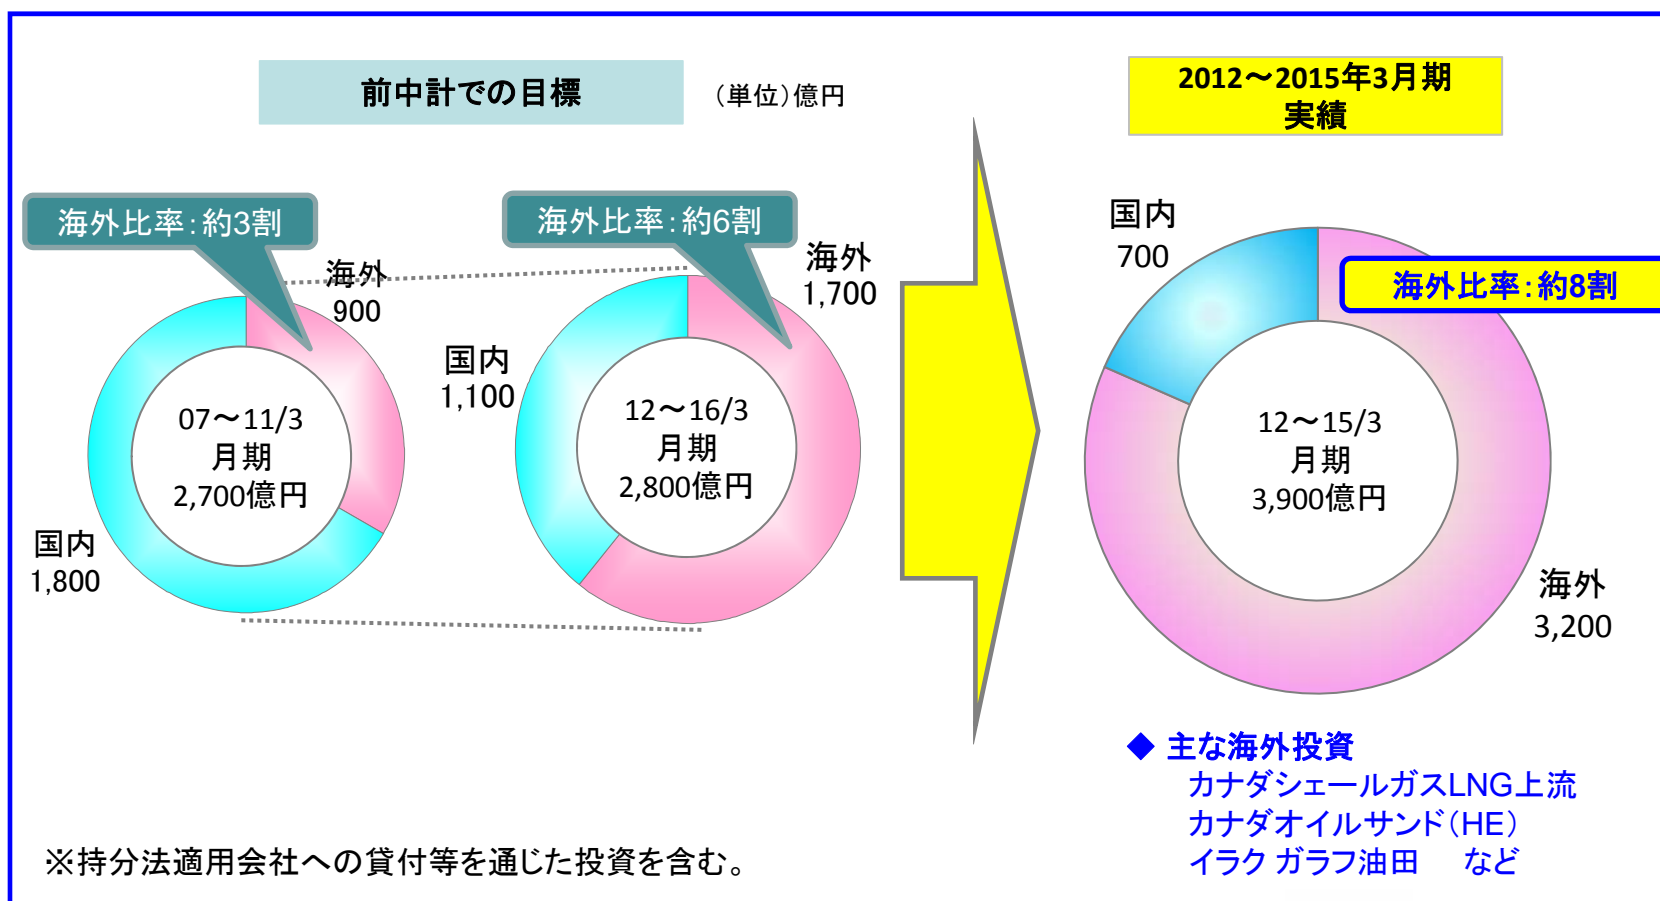 前中計での目標
（単位）億円
海外比率：約3割
海外
900
07～11/3
月期
2,700億円
国内
1,800
海外比率：約6割
海外
1,700
国内
1,100
12～16/3
月期
2,800億円
2012～2015年3月期
実績
国内
700
海外比率：約8割
12～15/3
月期
3,900億円
海外
3,200
◆ 主な海外投資
カナダシェールガスLNG上流
カナダオイルサンド（HE）
イラク ガラフ油田　など
※持分法適用会社への貸付等を通じた投資を含む。